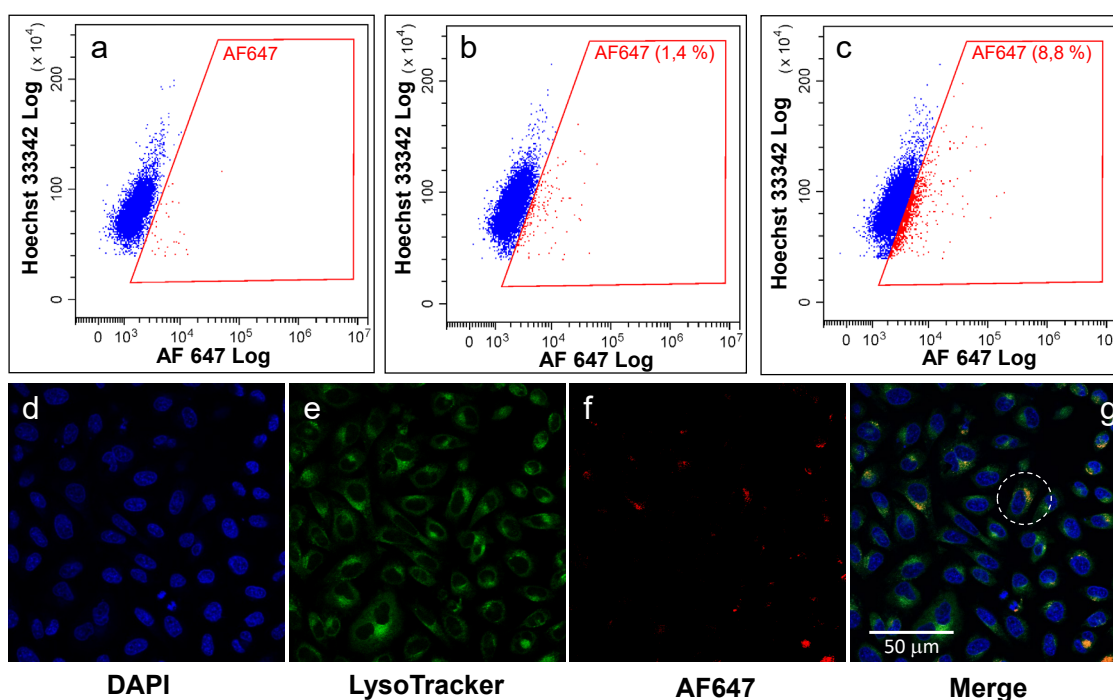 a
AF647
Hoechst 33342 Log (x 10⁴)
200
100
0
0 10³ 10⁴ 10⁵ 10⁶ 10⁷
AF 647 Log
b
AF647 (1,4 %)
Hoechst 33342 Log (x 10⁴)
200
100
0
0 10³ 10⁴ 10⁵ 10⁶ 10⁷
AF 647 Log
c
AF647 (8,8 %)
Hoechst 33342 Log (x 10⁴)
200
100
0
0 10³ 10⁴ 10⁵ 10⁶
AF 647 Log
d
e
f
g
50 μm
DAPI
LysoTracker
AF647
Merge